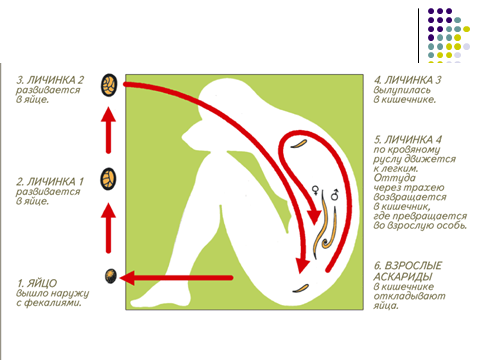 3. ЛИЧИНКА 2
развивается
в яйце.
2. ЛИЧИНКА 1
развивается
в яйце.
1. ЯЙЦО
вышло наружу
с фекалиями.
4. ЛИЧИНКА 3
вылупилась
в кишечнике.
5. ЛИЧИНКА 4
по кровяному
руслу движется
к легким.
Оттуда
через трахею
возвращается
в кишечник,
где превращается
во взрослую особь.
6. ВЗРОСЛЫЕ
АСКАРИДЫ
в кишечнике
откладывают
яйца.
♀ ♂